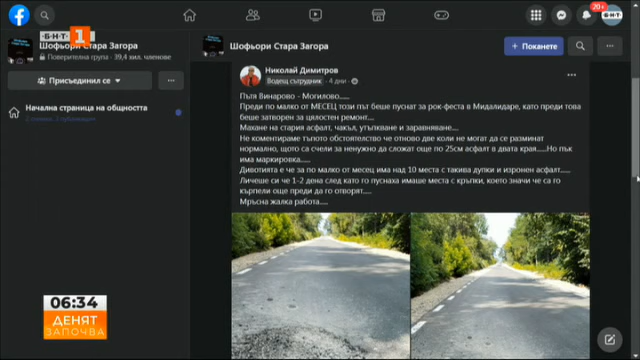 БНТ 1
20+
БНТ
Шофьори Стара Загора
Поверителна група · 39,4 хил. членове
Шофьори Стара Загора
Поканете
Присъединил се
Начална страница на общността
Николай Димитров
Водещ сътрудник · 4 дни
Пътя Винарово - Могилово.....
Преди по малко от МЕСЕЦ този път беше пуснат за рок-феста в Мидалидаре, като преди това
беше затворен за цялостен ремонт....
Махане на стария асфалт, чакъл, утъпкване и заравняване....
Не коментираме тъпото обстоятелство че отново две коли не могат да се разминат
нормално, щото са счели за ненужно да сложат още по 25см асфалт в двата края.....Но пък
има маркировка....
Дивотията е че за по малко от месец има над 10 места с такива дупки и изронен асфалт....
Личеше си че 1-2 дена след като го пуснаха имаше места с кръпки, което значи че са го
кърпели още преди да го отворят.....
Мръсна жалка работа.....
06:34
ДЕНЯТ
ЗАПОЧВА